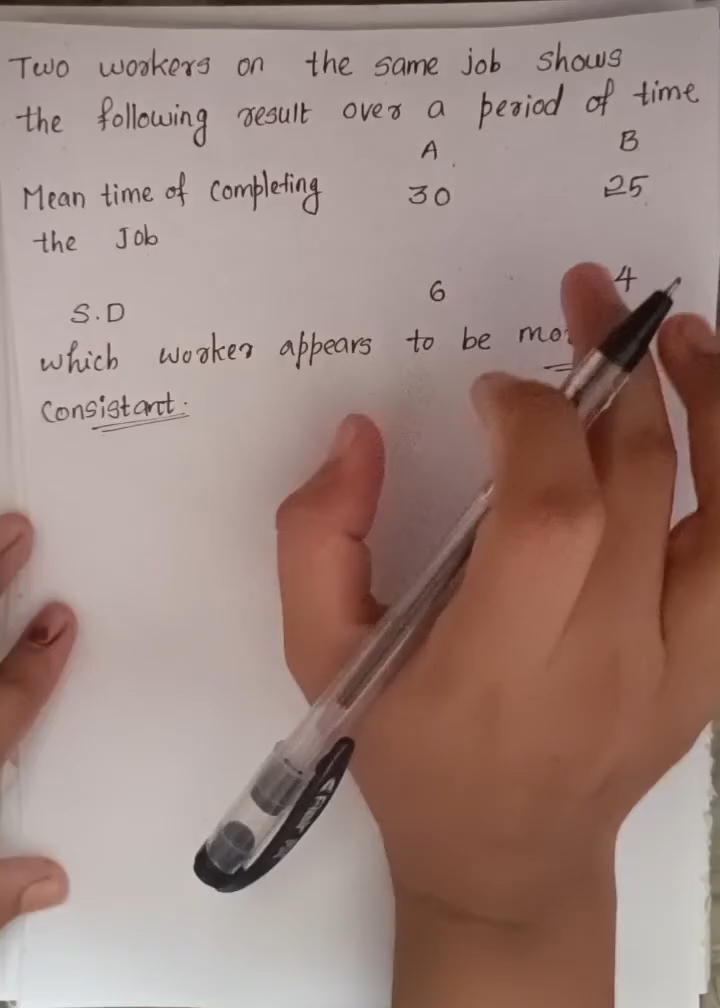 Two workers on the same job shows
the following result over a period of time
A B
Mean time of completing 30 25
the Job
S.D 6 4
which worker appears to be
consistant.